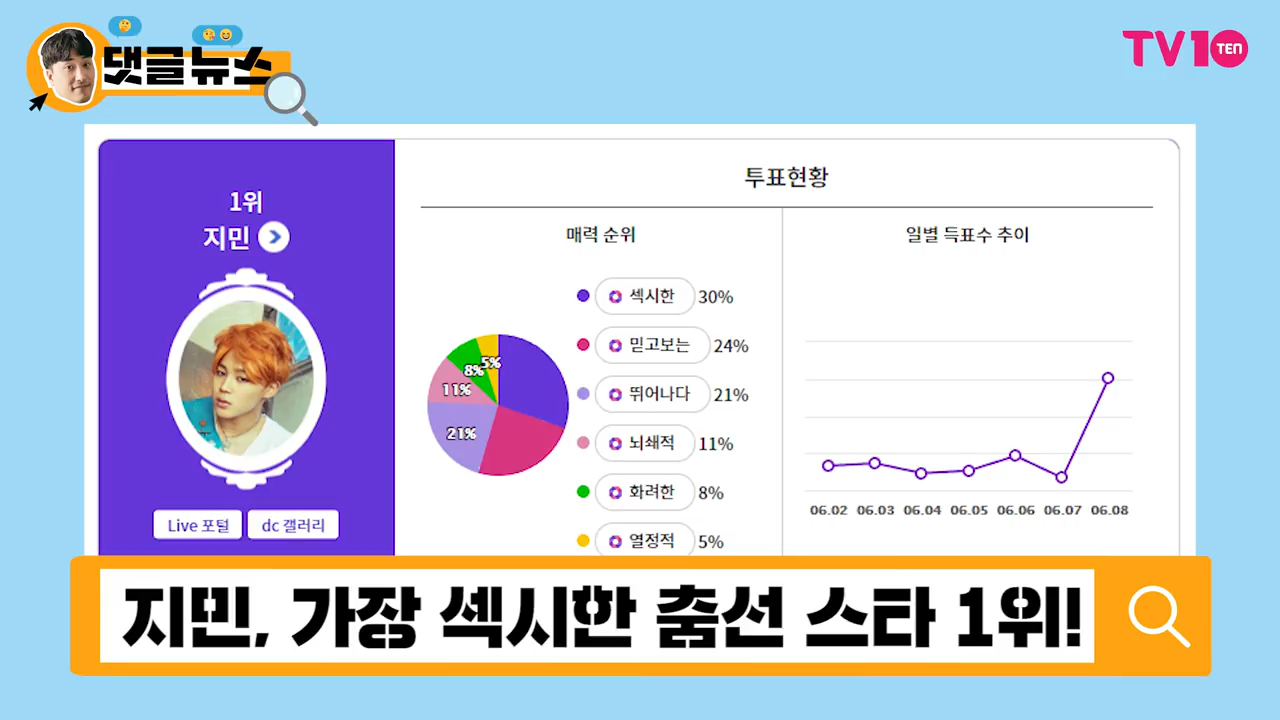 댓글뉴스
TV10
TEN
1위
지민
Live 포털
dc 갤러리
투표현황
매력 순위
섹시한 30%
믿고보는 24%
뛰어나다 21%
뇌쇄적 11%
화려한 8%
열정적 5%
5%
8%
11%
21%
일별 득표수 추이
06.02 06.03 06.04 06.05 06.06 06.07 06.08
지민, 가장 섹시한 춤선 스타 1위!